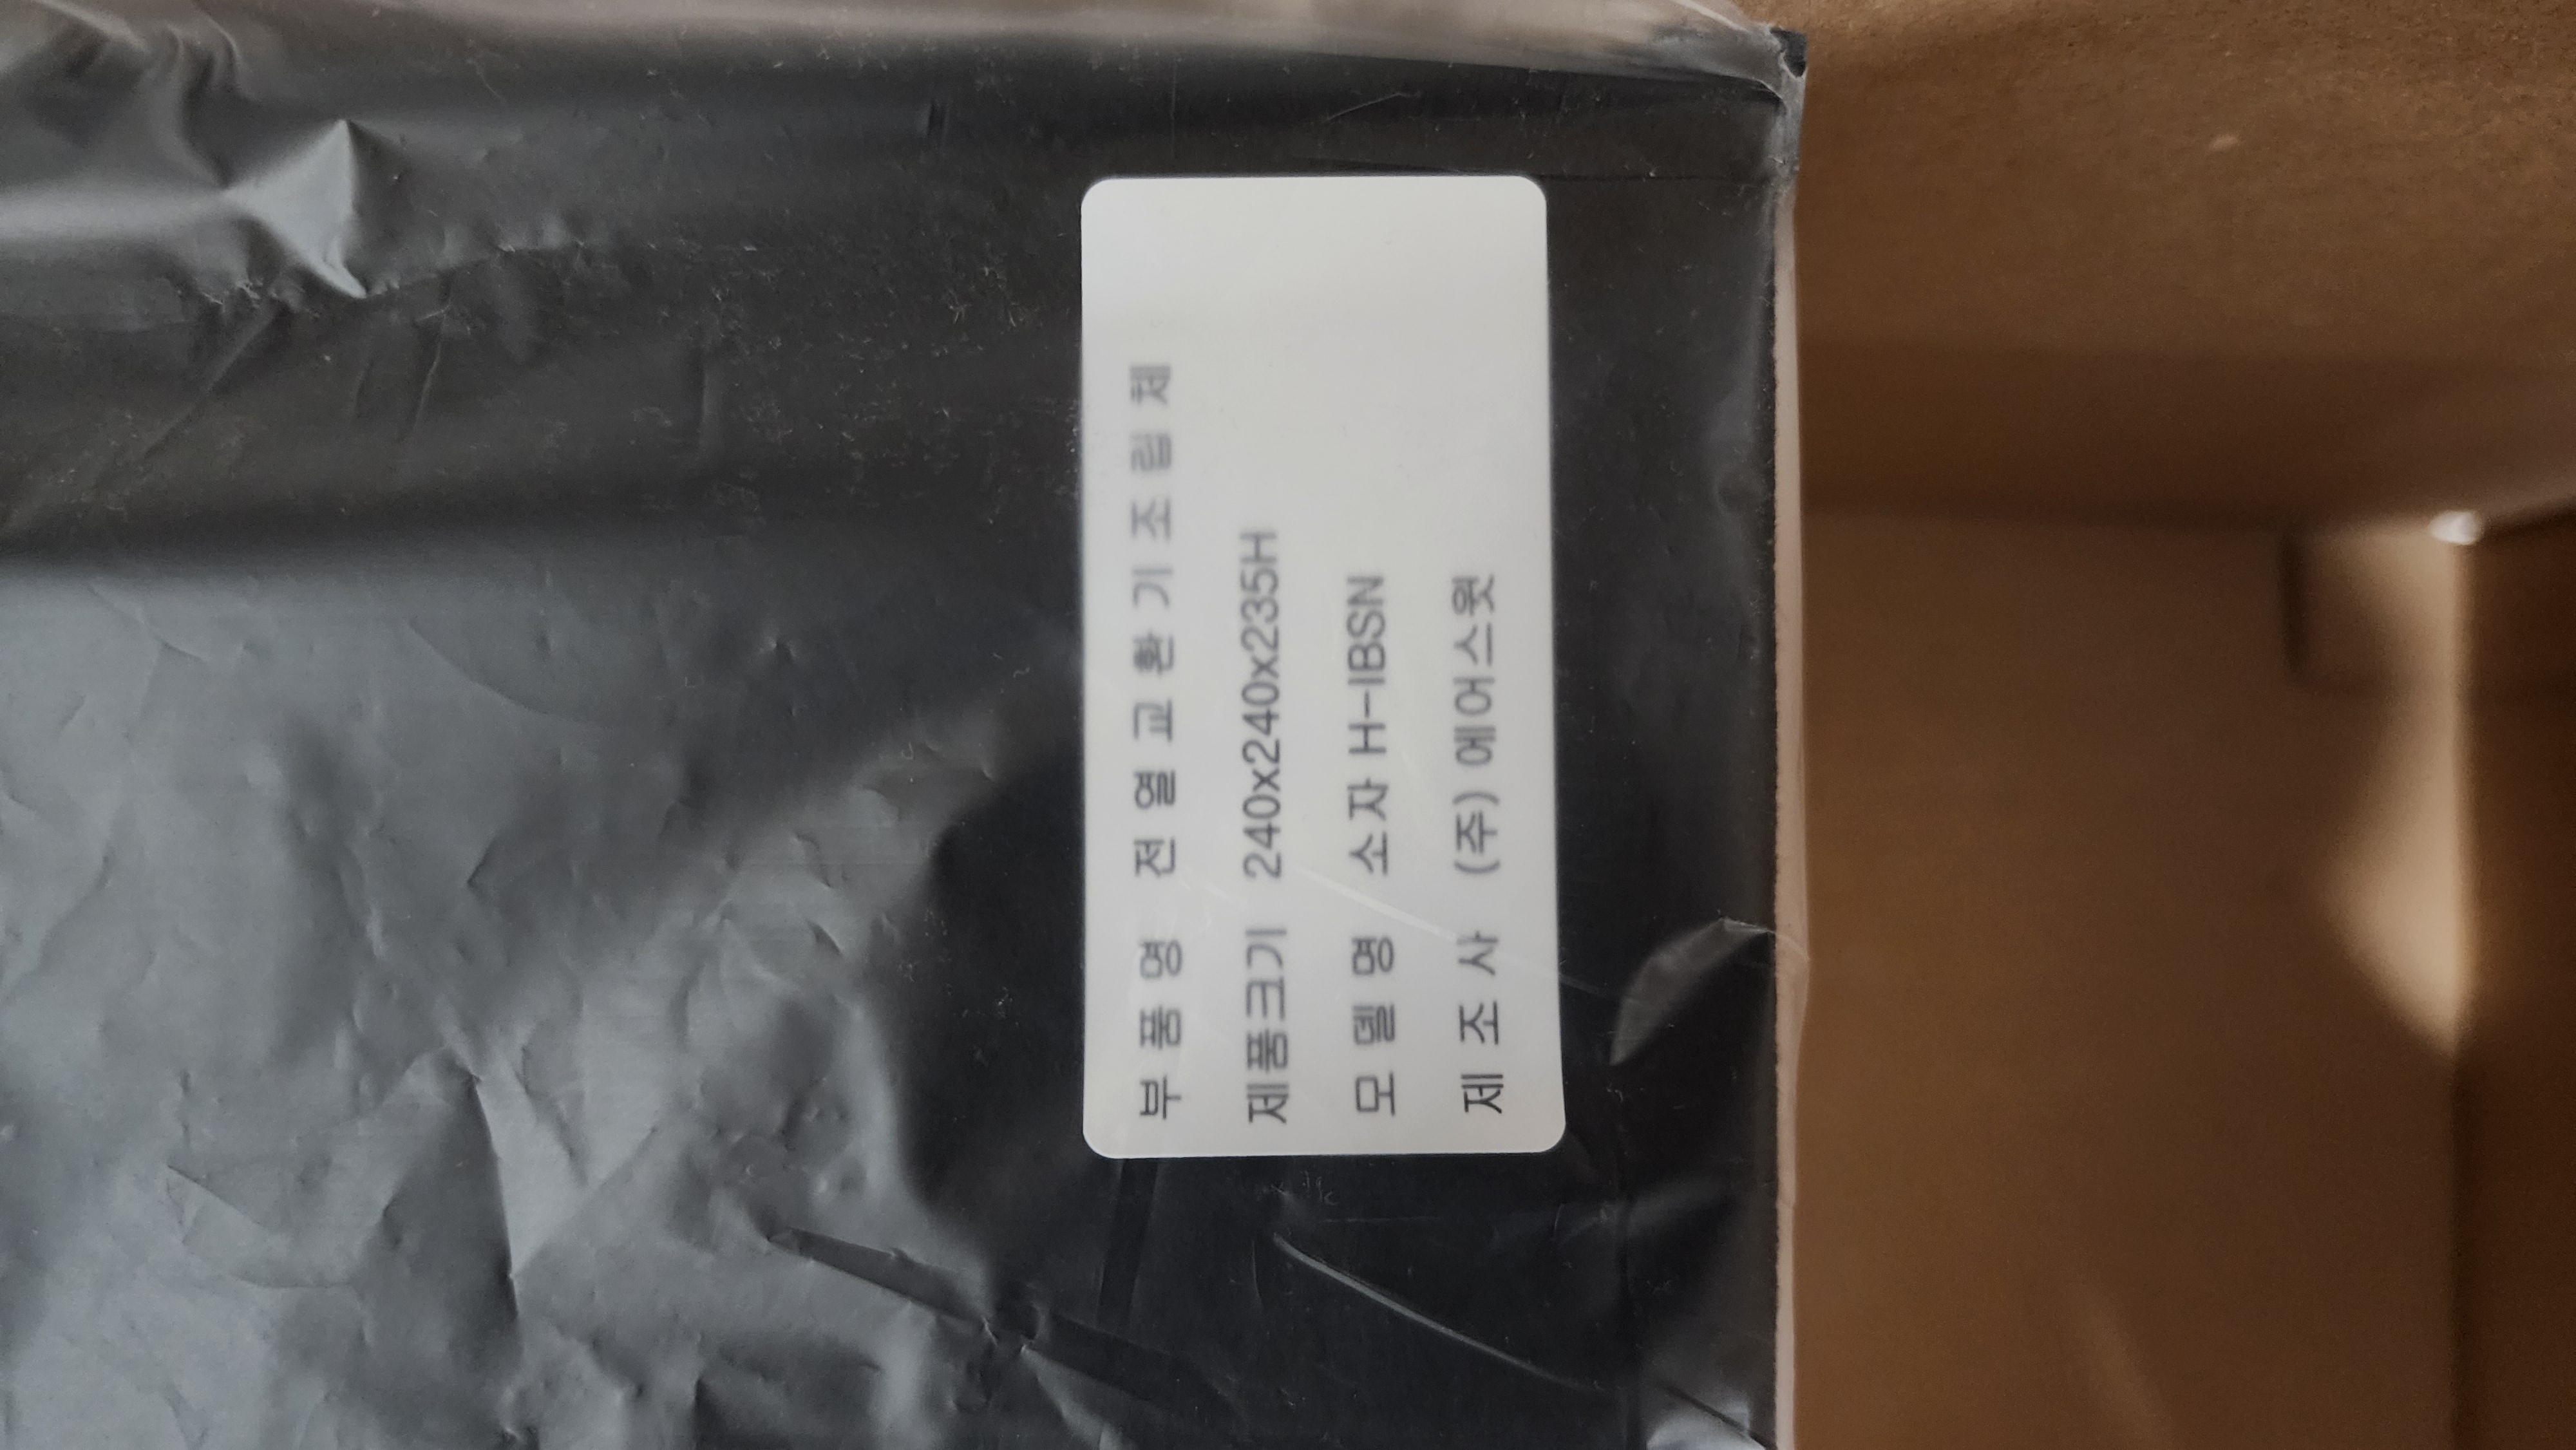 부 품 명 전 열 교 환 기 조 립 체
제품크기 240x240x235H
모 델 명 소자 H-IBSN
제 조 사 (주) 에어스윗